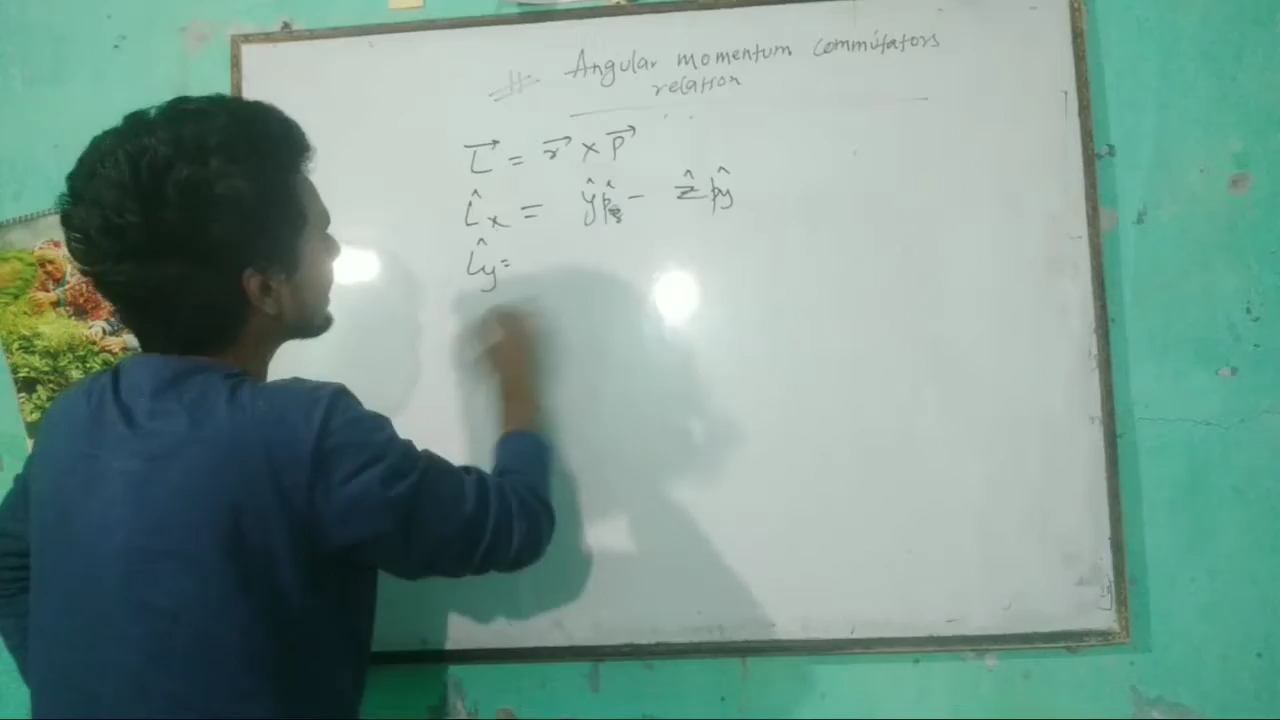 # Angular momentum commutators
relation
L⃗ = r⃗ × p⃗
L̂x = ŷp̂z - ẑp̂y
L̂y =